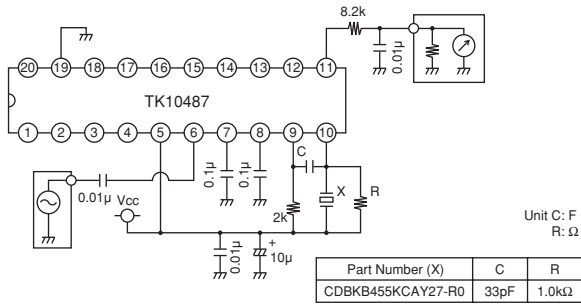 8.2k
0.01µ
20 19 18 17 16 15 14 13 12 11
TK10487
1 2 3 4 5 6 7 8 9 10
0.01µ
Vcc
0.1µ
0.1µ
C
2k
X
R
0.01µ
+
10µ
Unit C: F
R: Ω
Part Number (X) C R
CDBKB455KCAY27-R0 33pF 1.0kΩ